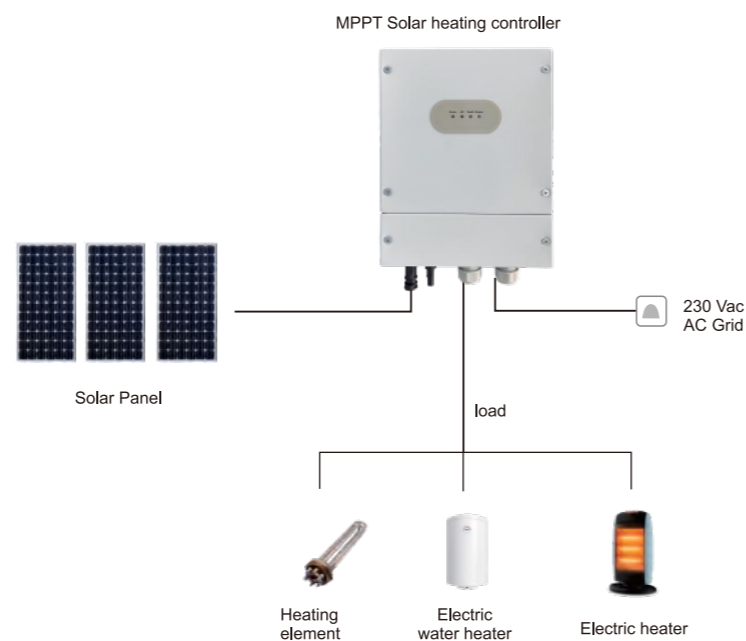 MPPT Solar heating controller
230 Vac
AC Grid
Solar Panel
load
Heating
element
Electric
water heater
Electric heater